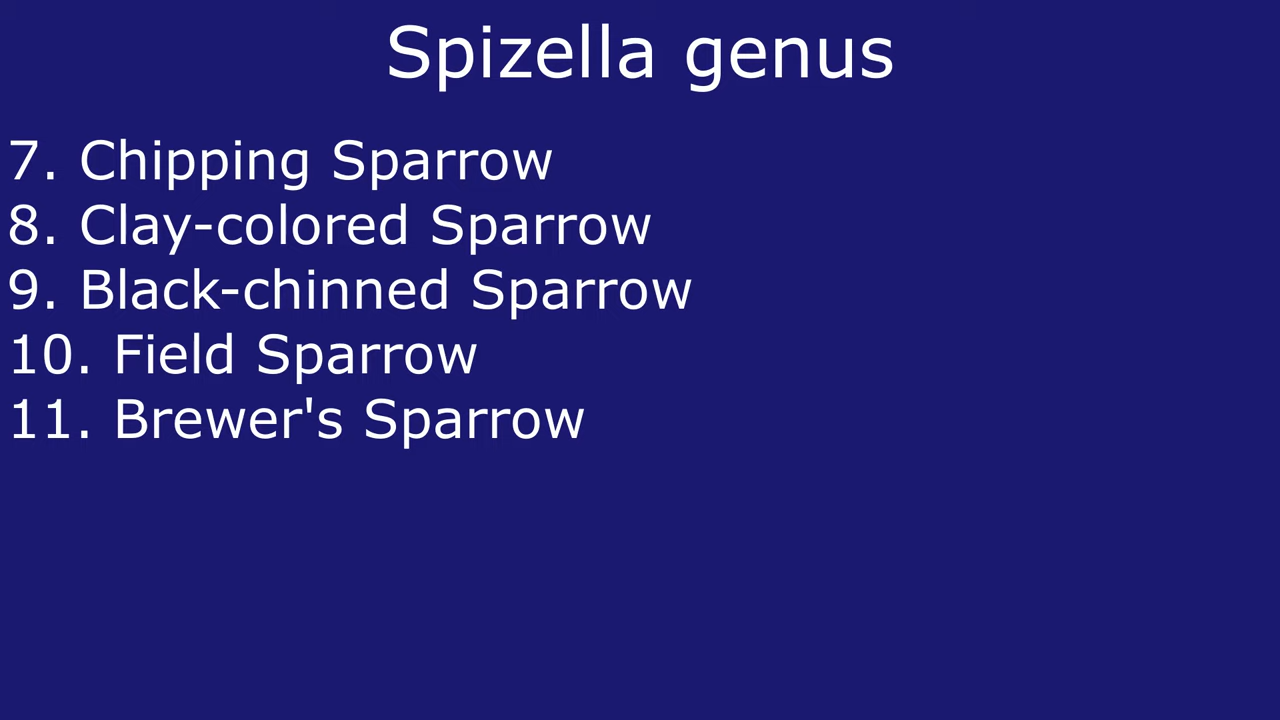 Spizella genus
7. Chipping Sparrow
8. Clay-colored Sparrow
9. Black-chinned Sparrow
10. Field Sparrow
11. Brewer's Sparrow